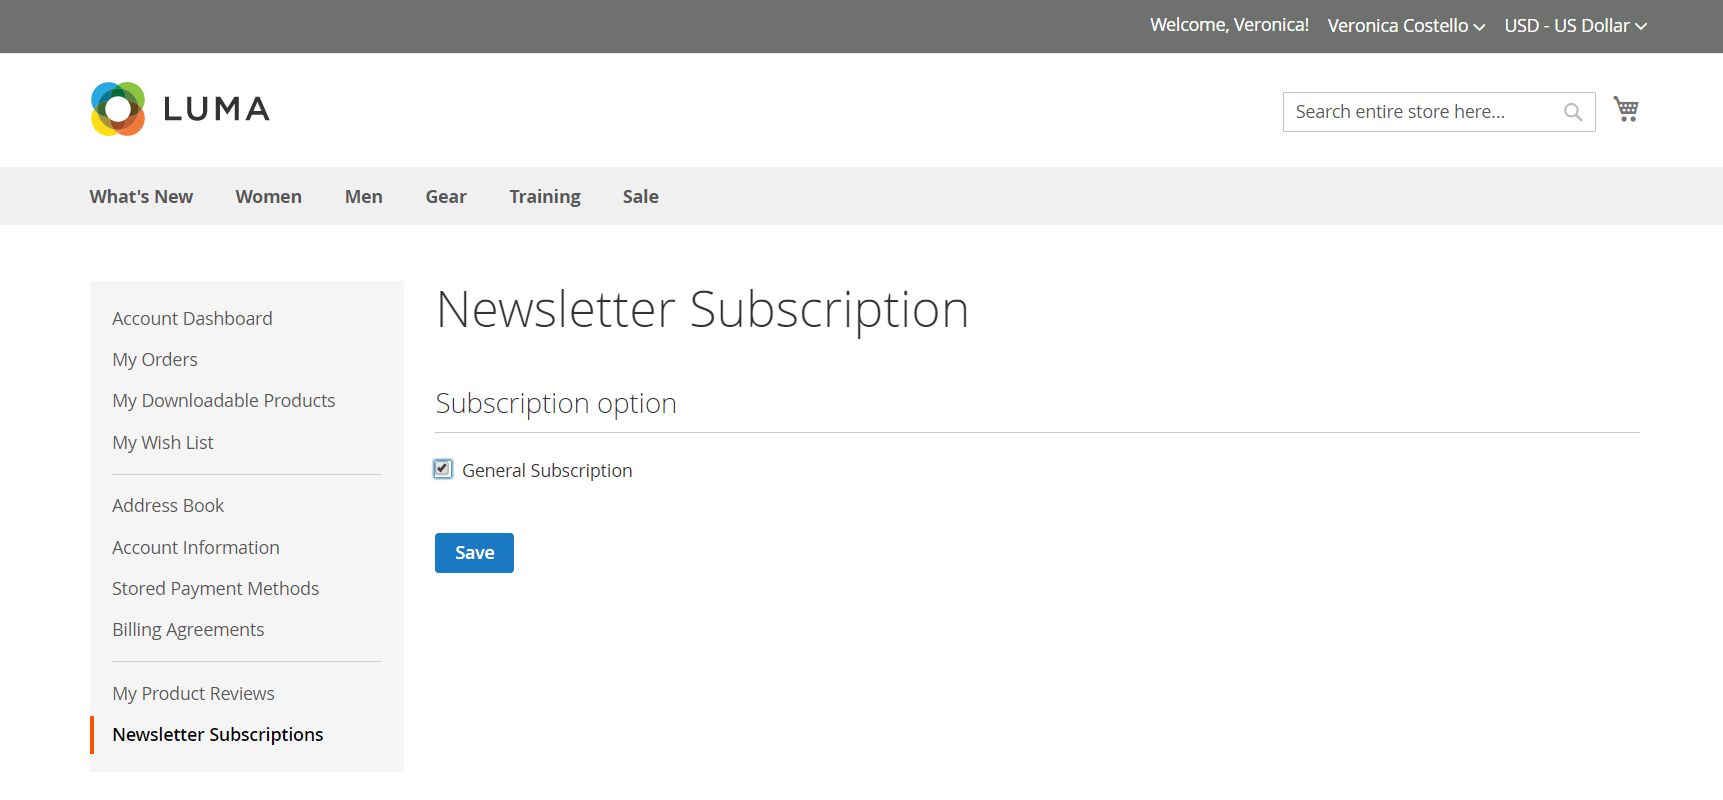 Welcome, Veronica! Veronica Costello USD - US Dollar
LUMA
Search entire store here...
What's New Women Men Gear Training Sale
Account Dashboard
My Orders
My Downloadable Products
My Wish List
Address Book
Account Information
Stored Payment Methods
Billing Agreements
My Product Reviews
Newsletter Subscriptions
Newsletter Subscription
Subscription option
General Subscription
Save